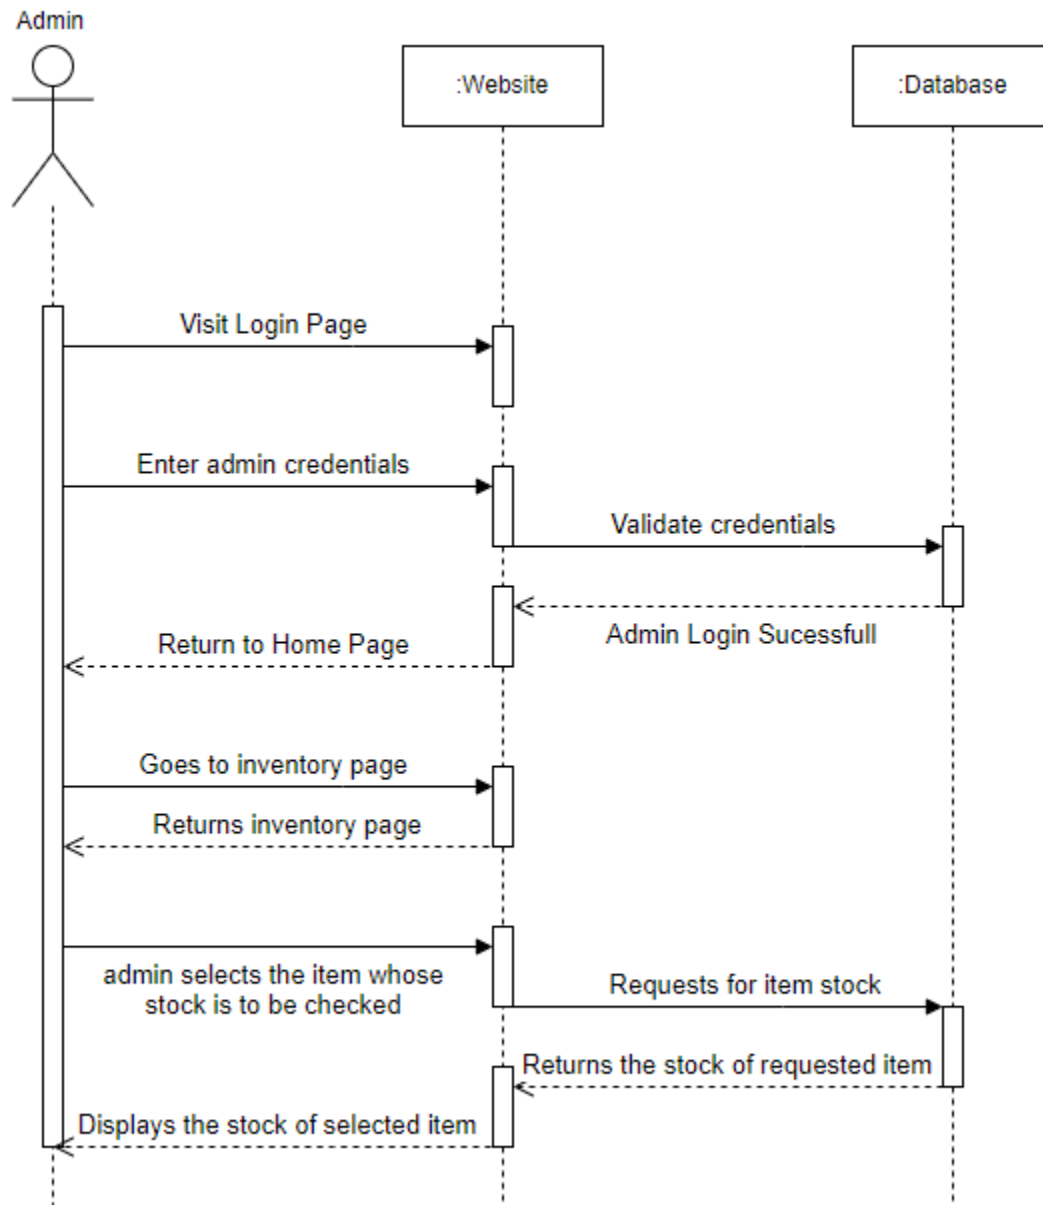 Admin
:Website
:Database
Visit Login Page
Enter admin credentials
Validate credentials
Admin Login Sucessfull
Return to Home Page
Goes to inventory page
Returns inventory page
admin selects the item whose
stock is to be checked
Requests for item stock
Returns the stock of requested item
Displays the stock of selected item